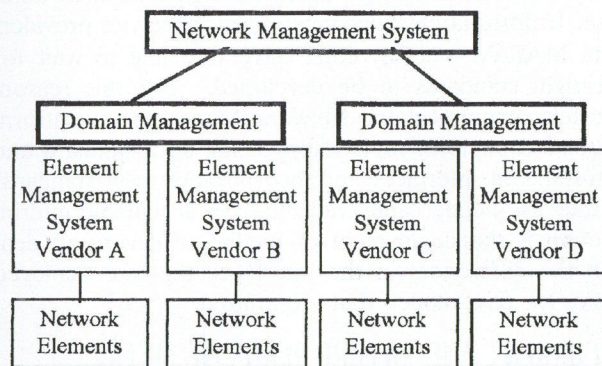 Network Management System
Domain Management
Domain Management
Element
Management
System
Vendor A
Element
Management
System
Vendor B
Element
Management
System
Vendor C
Element
Management
System
Vendor D
Network
Elements
Network
Elements
Network
Elements
Network
Elements